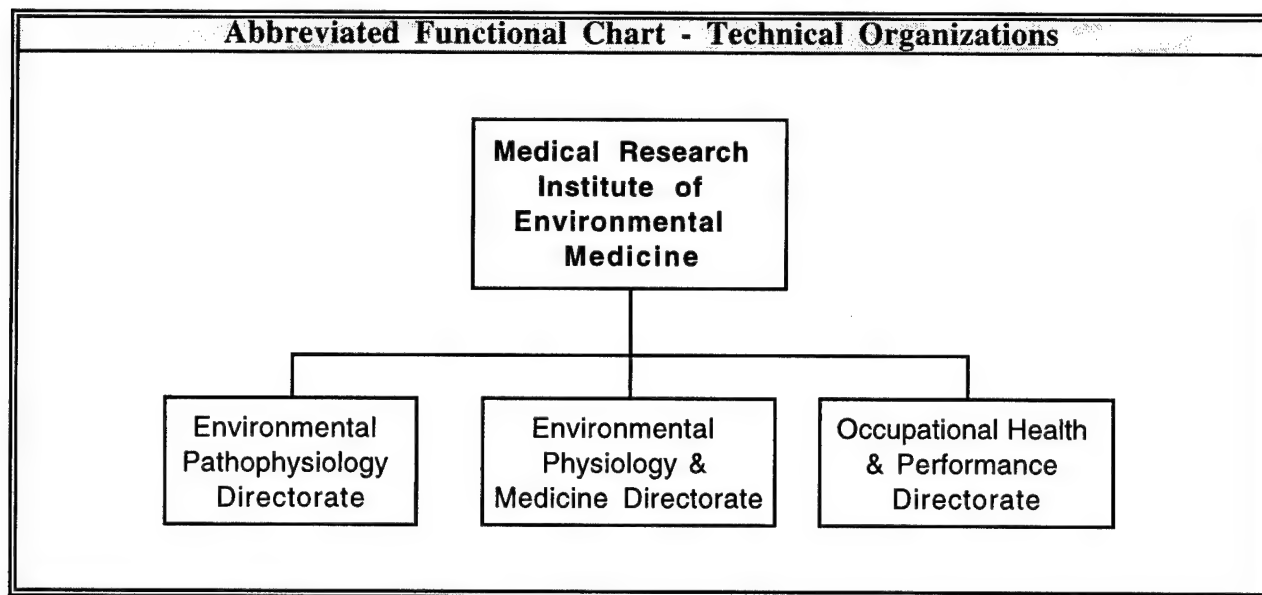 Abbreviated Functional Chart - Technical Organizations
Medical Research
Institute of
Environmental
Medicine
Environmental
Pathophysiology
Directorate
Environmental
Physiology &
Medicine Directorate
Occupational Health
& Performance
Directorate